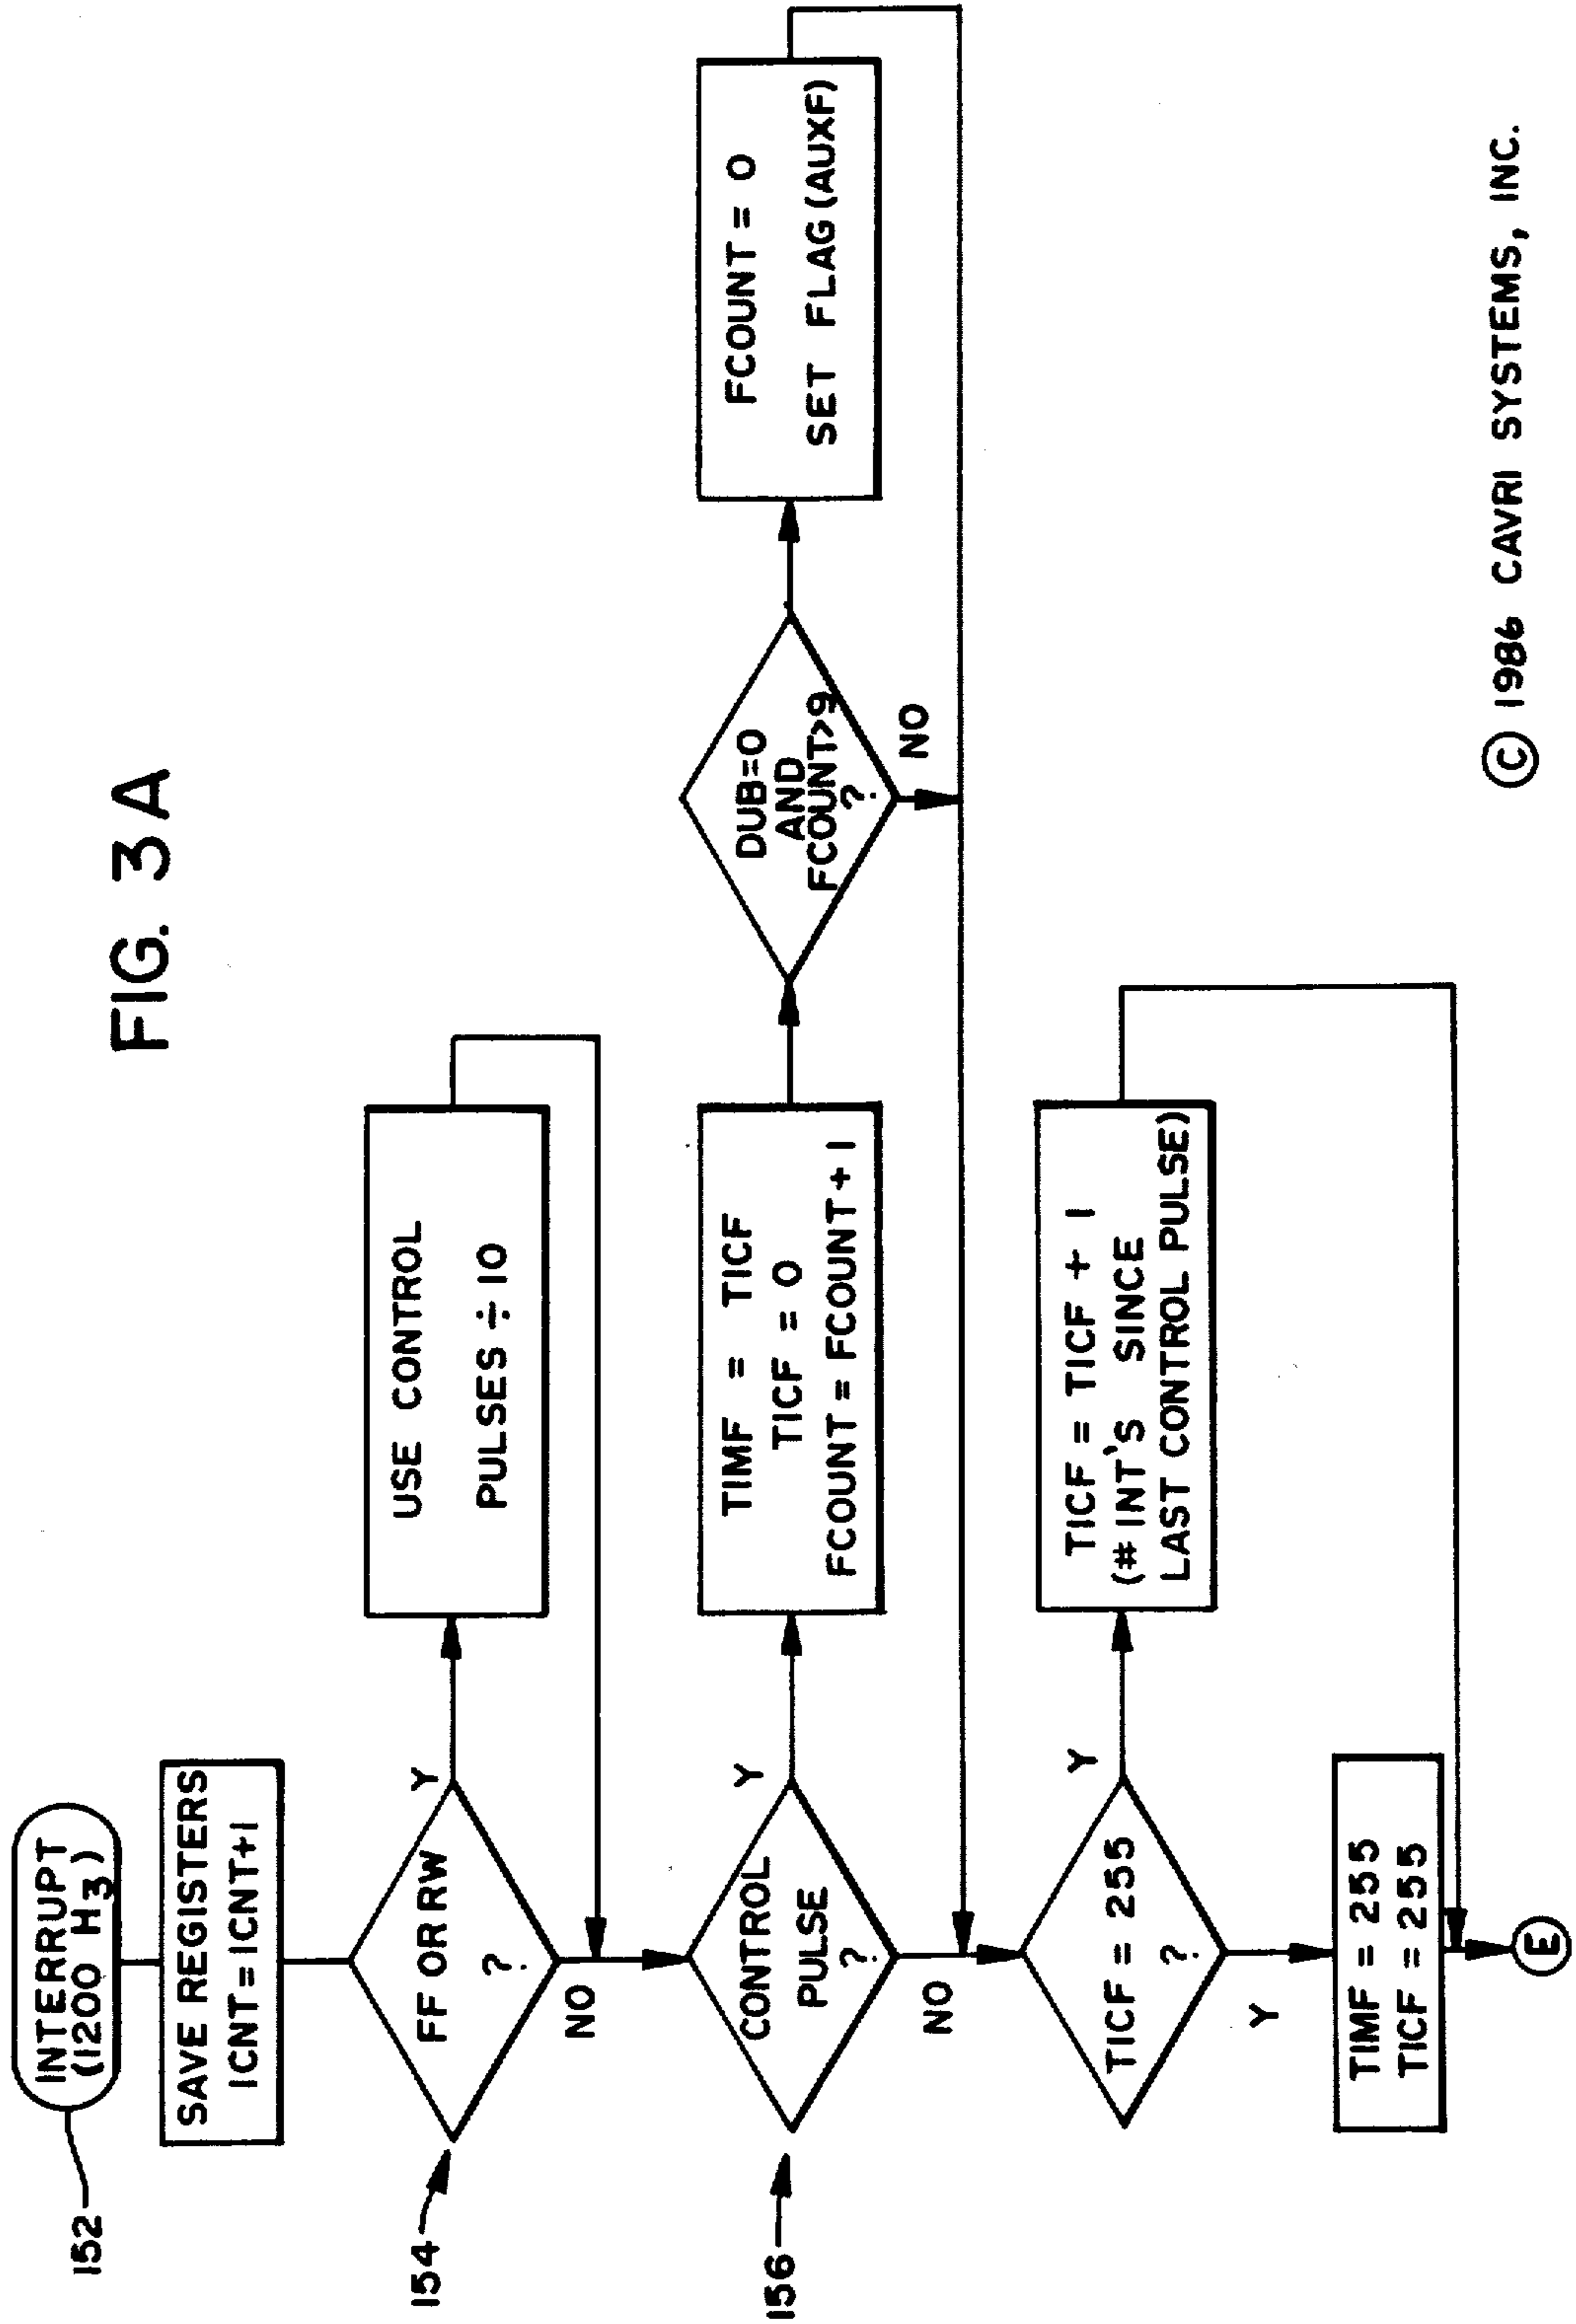 FIG. 3A
152
INTERRUPT
(1200 H3)
SAVE REGISTERS
ICNT=ICNT+1
154
FF OR RW
?
Y
NO
USE CONTROL
PULSES ÷ 10
156
CONTROL
PULSE
?
Y
NO
TIMF = TICF
TICF = 0
FCOUNT = FCOUNT + 1
DUB=0
AND
FCOUNT>9
?
NO
FCOUNT = 0
SET FLAG (AUXF)
TICF = 255
?
Y
Y
TICF = TICF + 1
(# INT'S SINCE
LAST CONTROL PULSE)
TIMF = 255
TICF = 255
E
© 1986 CAVRI SYSTEMS, INC.